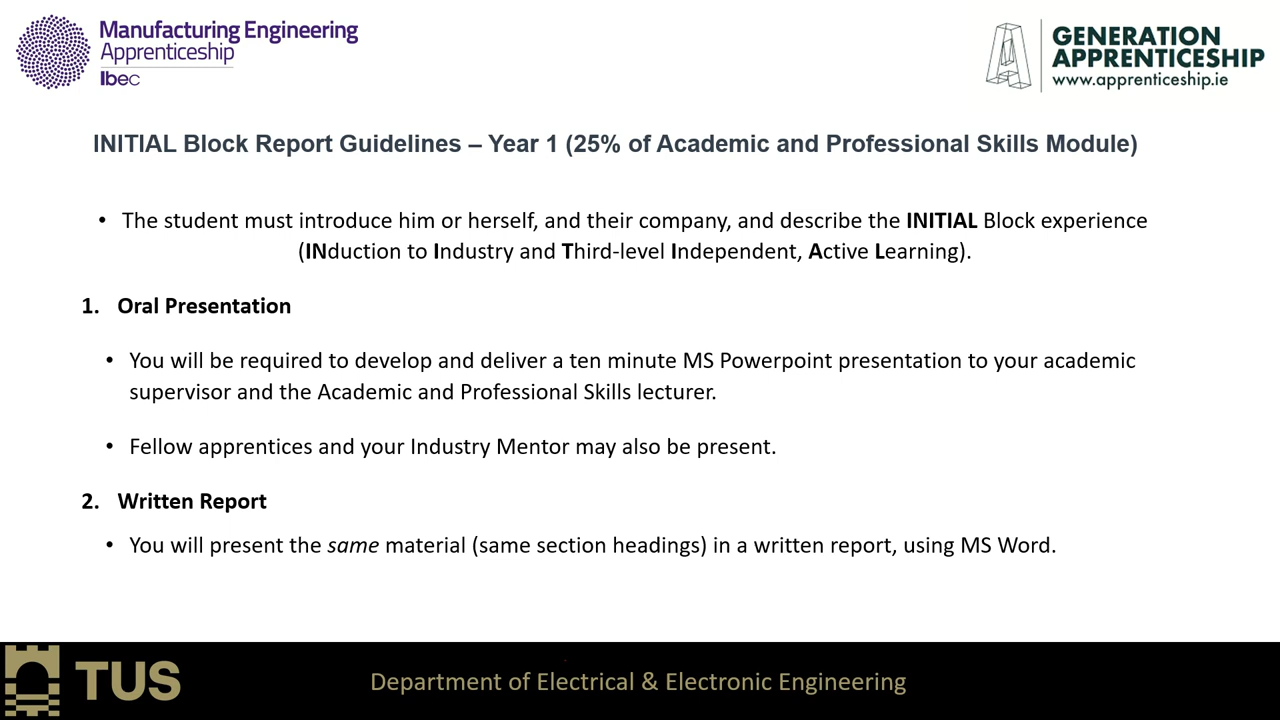 Manufacturing Engineering
Apprenticeship
Ibec
GENERATION
APPRENTICESHIP
www.apprenticeship.ie
INITIAL Block Report Guidelines – Year 1 (25% of Academic and Professional Skills Module)
• The student must introduce him or herself, and their company, and describe the INITIAL Block experience
(INduction to Industry and Third-level Independent, Active Learning).
1. Oral Presentation
• You will be required to develop and deliver a ten minute MS Powerpoint presentation to your academic
supervisor and the Academic and Professional Skills lecturer.
• Fellow apprentices and your Industry Mentor may also be present.
2. Written Report
• You will present the same material (same section headings) in a written report, using MS Word.
TUS
Department of Electrical & Electronic Engineering